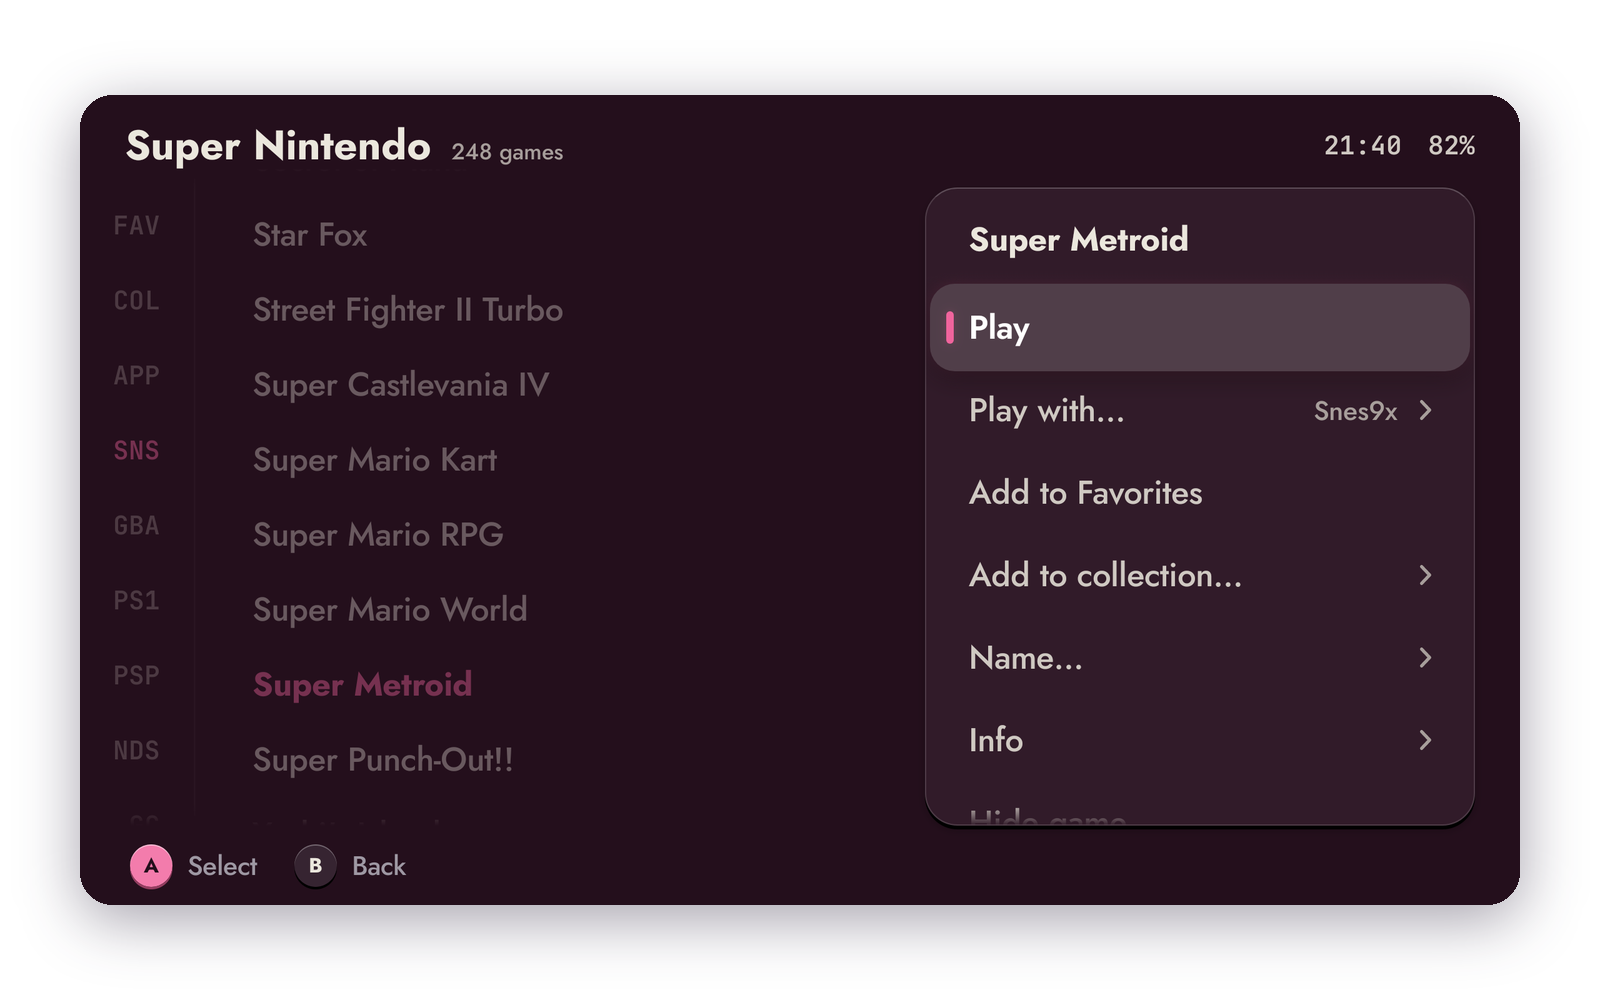 Super Nintendo 248 games
21:40 82%
FAV
COL
APP
SNS
GBA
PS1
PSP
NDS
Star Fox
Street Fighter II Turbo
Super Castlevania IV
Super Mario Kart
Super Mario RPG
Super Mario World
Super Metroid
Super Punch-Out!!
Super Metroid
Play
Play with... Snes9x
Add to Favorites
Add to collection...
Name...
Info
Hide game
A Select B Back